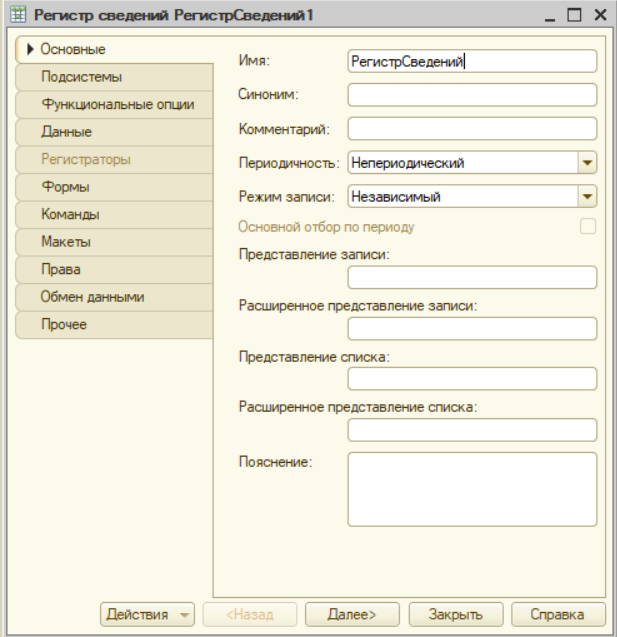 Регистр сведений РегистрСведений1
Основные
Подсистемы
Функциональные опции
Данные
Регистраторы
Формы
Команды
Макеты
Права
Обмен данными
Прочее
Имя: РегистрСведений
Синоним:
Комментарий:
Периодичность: Непериодический
Режим записи: Независимый
Основной отбор по периоду
Представление записи:
Расширенное представление записи:
Представление списка:
Расширенное представление списка:
Пояснение:
Действия <Назад Далее> Закрыть Справка